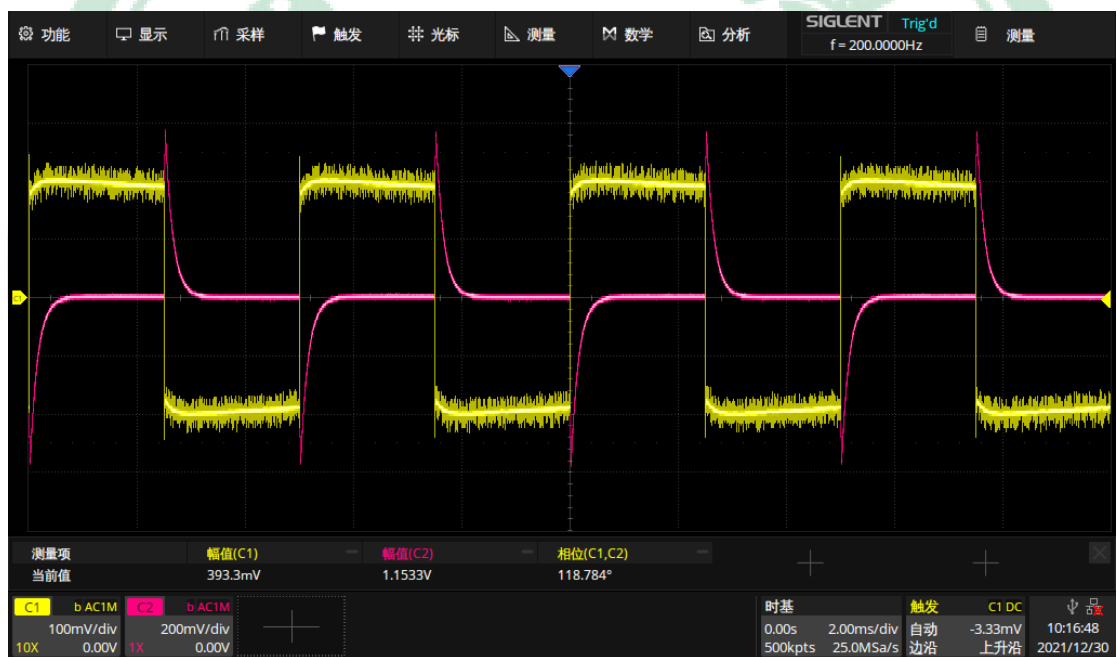 功能 显示 采样 触发 光标 测量 数学 分析 SIGLENT Trig'd 测量
f = 200.0000Hz
C1
测量项 幅值(C1) 幅值(C2) 相位(C1,C2)
当前值 393.3mV 1.1533V 118.784°
C1 b AC1M C2 b AC1M 时基 触发 C1 DC
100mV/div 200mV/div 0.00s 2.00ms/div 自动 -3.33mV 10:16:48
10X 0.00V 1X 0.00V 500kpts 25.0MSa/s 边沿 上升沿 2021/12/30